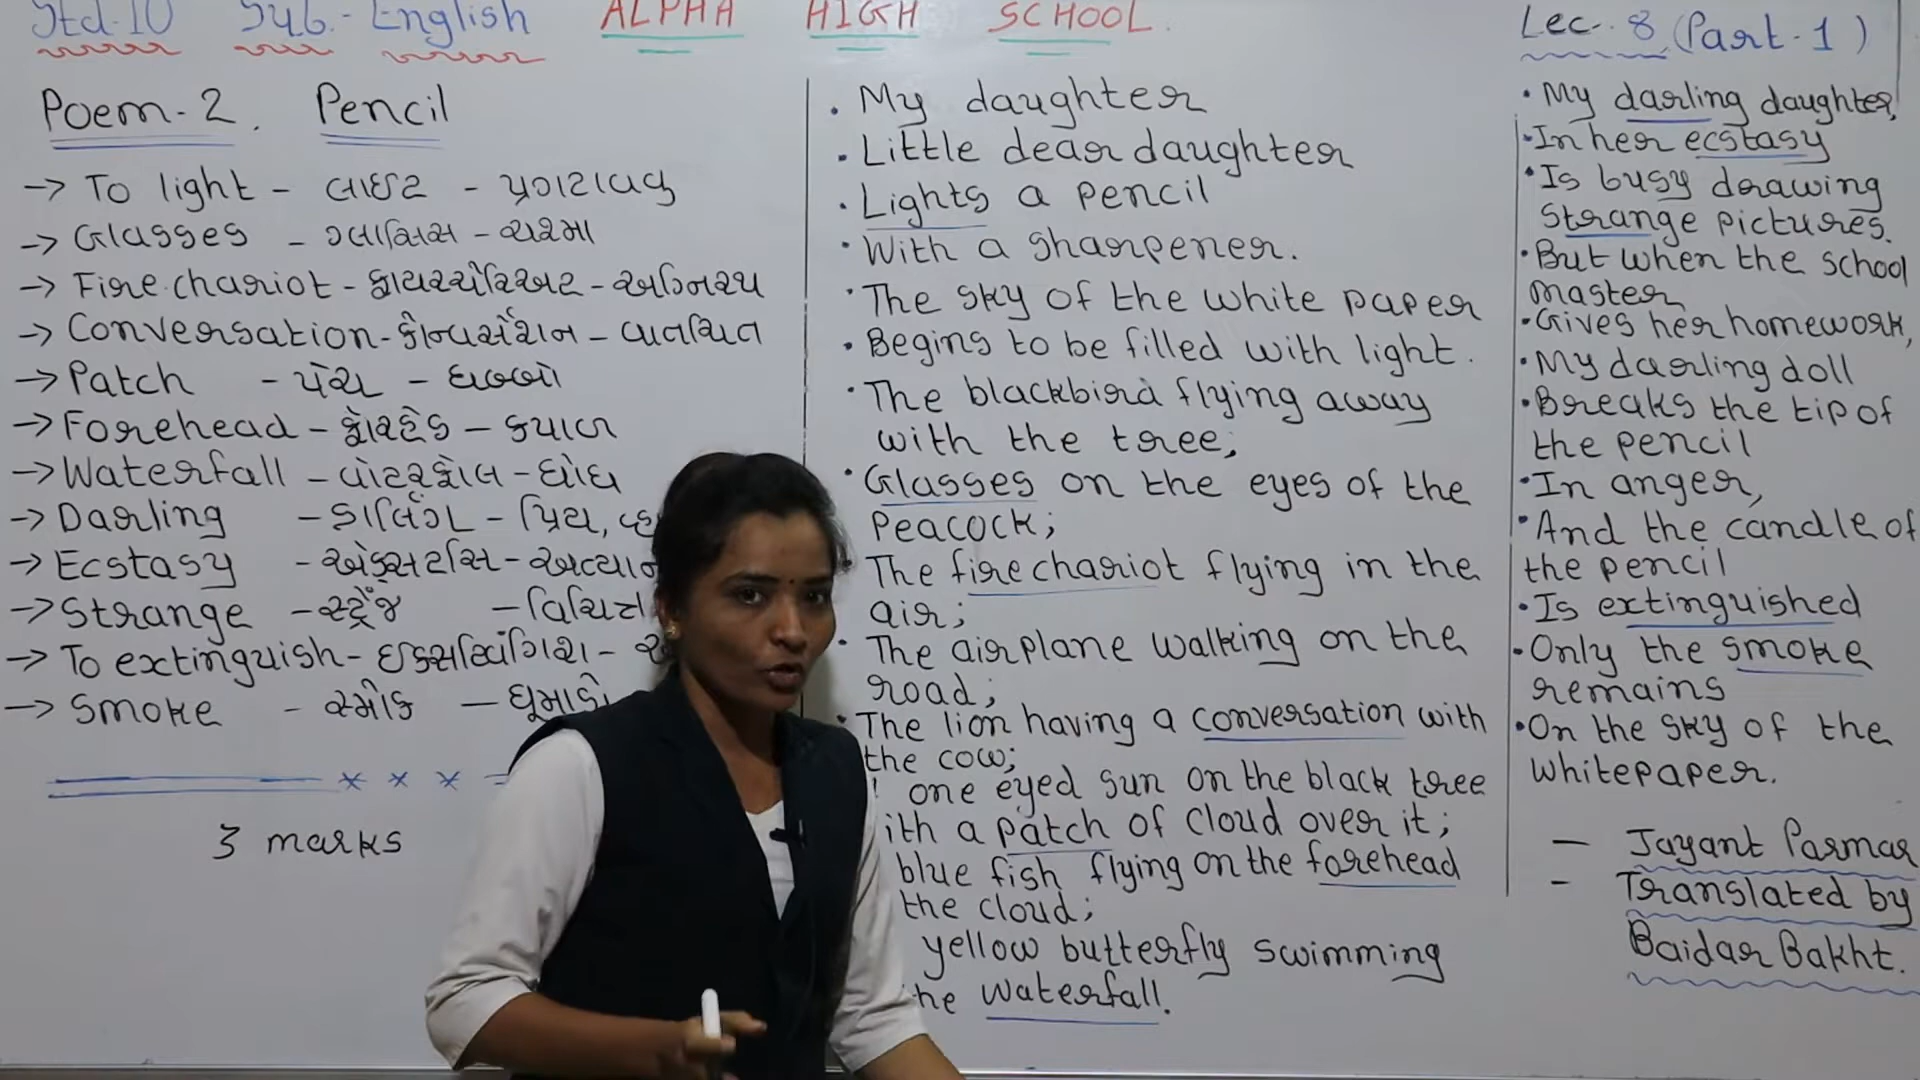 Std-10 Sub.- English ALPHA HIGH SCHOOL. Lec. 8 (Part-1)
Poem-2. Pencil
→ To light - લાઈટ - પ્રગટાવવું
→ Glasses - ગ્લાસિસ - ચશ્મા
→ Fire chariot - ફાયરચેરિઅટ - અગ્નિરથ
→ Conversation - કોન્વર્સેશન - વાતચિત
→ Patch - પેચ - ધબ્બો
→ Forehead - ફોરહેડ - કપાળ
→ Waterfall - વોટરફોલ - ધોધ
→ Darling - ડાર્લિંગ - પ્રિય,
→ Ecstasy - એક્સટસિ -
→ Strange - સ્ટ્રેંજ -
→ To extinguish -
→ Smoke - સ્મોક - ધૂમાડો
* * *
3 marks
• My daughter
• Little dear daughter
• Lights a pencil
• With a sharpener.
• The sky of the white paper
• Begins to be filled with light.
• The blackbird flying away
with the tree;
• Glasses on the eyes of the
Peacock;
• The fire chariot flying in the
air;
• The airplane walking on the
road;
• The lion having a conversation with
the cow;
one eyed sun on the black tree
ith a patch of cloud over it;
blue fish flying on the forehead
the cloud;
yellow butterfly swimming
he waterfall.
• My darling daughter,
• In her ecstasy
• Is busy drawing
strange pictures.
• But when the school
master
• Gives her homework,
• My darling doll
• Breaks the tip of
the pencil
• In anger,
• And the candle of
the pencil
• Is extinguished
• Only the smoke
remains
• On the sky of the
whitepaper.
— Jayant Parmar
- Translated by
Baidar Bakht.